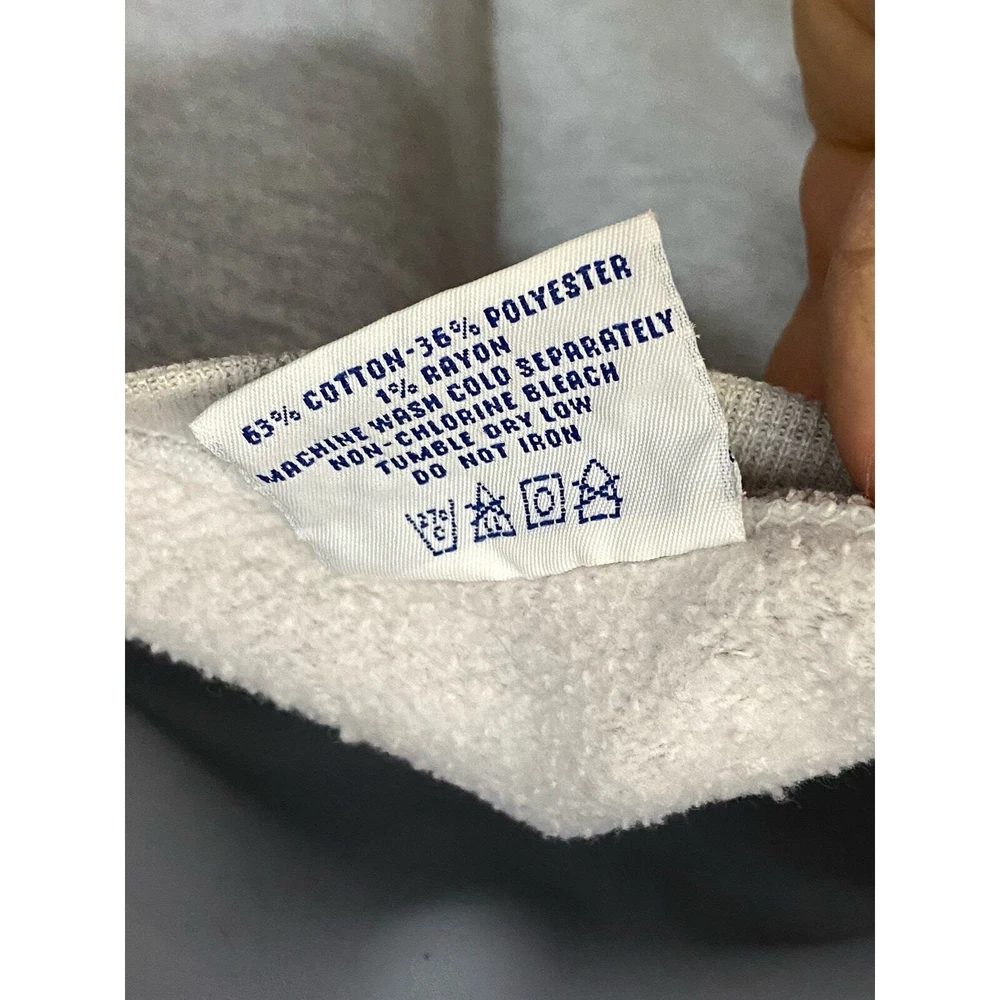 63% COTTON-36% POLYESTER
1% RAYON
MACHINE WASH COLD SEPARATELY
NON-CHLORINE BLEACH
TUMBLE DRY LOW
DO NOT IRON